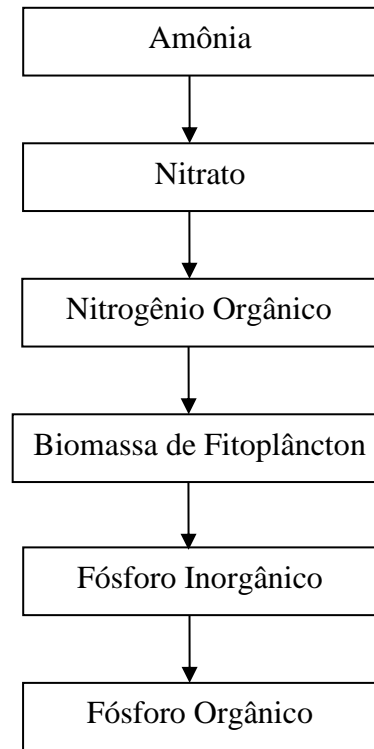 Amônia
Nitrato
Nitrogênio Orgânico
Biomassa de Fitoplâncton
Fósforo Inorgânico
Fósforo Orgânico